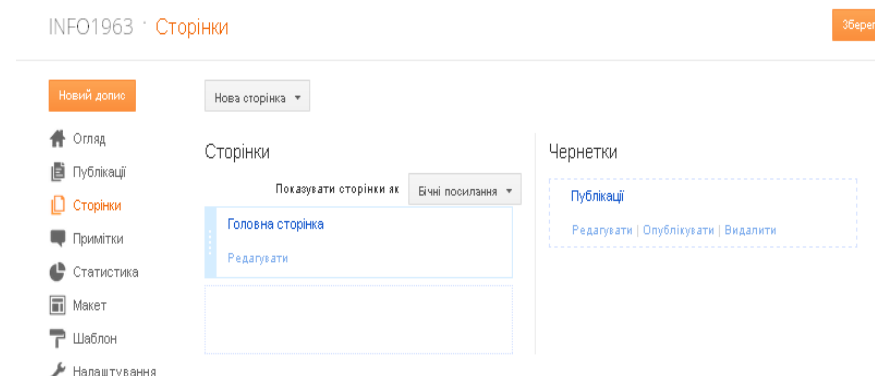 INFO1963 · Сторінки
Новий допис
Нова сторінка
Огляд
Публікації
Сторінки
Примітки
Статистика
Макет
Шаблон
Налаштування
Сторінки
Показувати сторінки як
Бічні посилання
Головна сторінка
Редагувати
Чернетки
Публікації
Редагувати | Опублікувати | Видалити